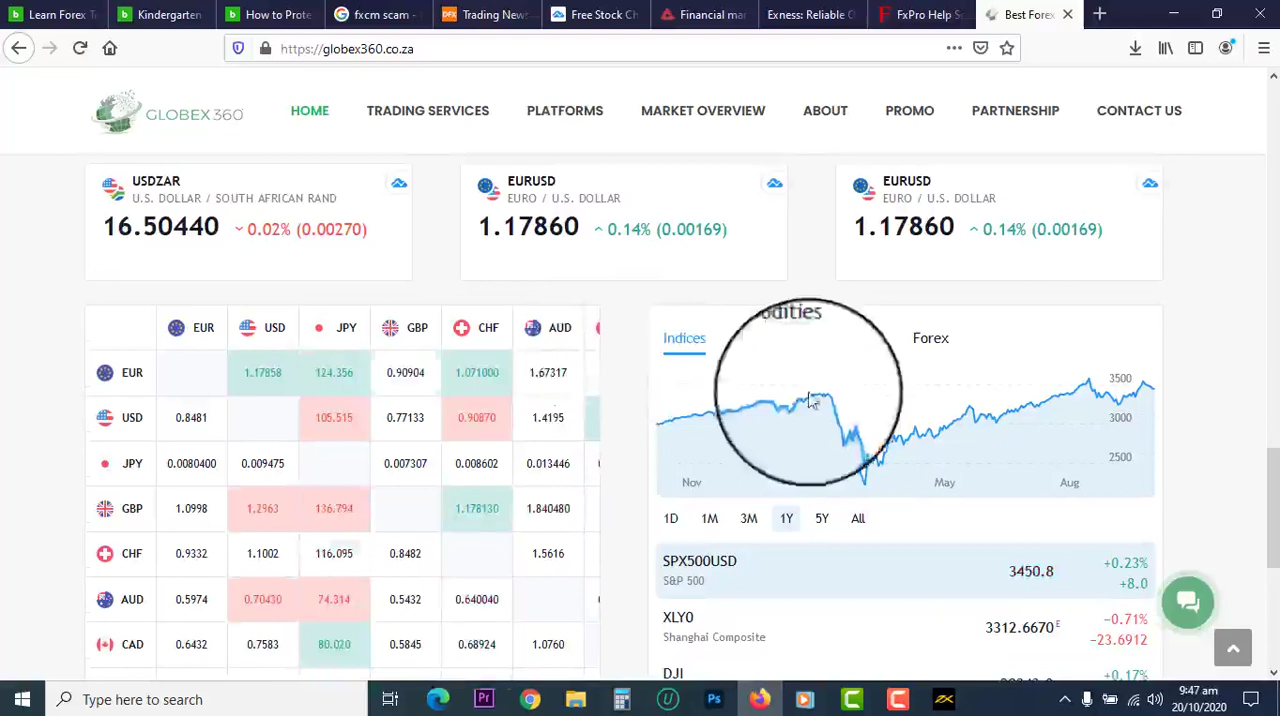 Learn Forex T
Kindergarten
How to Prote
fxcm scam -
DFX Trading New
Free Stock Ch
Financial mar
Exness: Reliable
FxPro Help S
Best Forex
https://globex360.co.za
GLOBEX 360
HOME
TRADING SERVICES
PLATFORMS
MARKET OVERVIEW
ABOUT
PROMO
PARTNERSHIP
CONTACT US
USDZAR
U.S. DOLLAR / SOUTH AFRICAN RAND
16.50440 0.02% (0.00270)
EURUSD
EURO / U.S. DOLLAR
1.17860 0.14% (0.00169)
EURUSD
EURO / U.S. DOLLAR
1.17860 0.14% (0.00169)
EUR USD JPY GBP CHF AUD
EUR 1.17858 124.356 0.90904 1.071000 1.67317
USD 0.8481 105.515 0.77133 0.90870 1.4195
JPY 0.0080400 0.009475 0.007307 0.008602 0.013446
GBP 1.0998 1.2963 136.794 1.178130 1.840480
CHF 0.9332 1.1002 116.095 0.8482 1.5616
AUD 0.5974 0.70430 74.314 0.5432 0.640040
CAD 0.6432 0.7583 80.020 0.5845 0.68924 1.0760
Indices odities Forex
3500
3000
2500
Nov May Aug
1D 1M 3M 1Y 5Y All
SPX500USD
S&P 500
3450.8
+0.23%
+8.0
XLY0
Shanghai Composite
3312.6670 E
−0.71%
−23.6912
DJI
+0.17%
Type here to search
9:47 am
20/10/2020